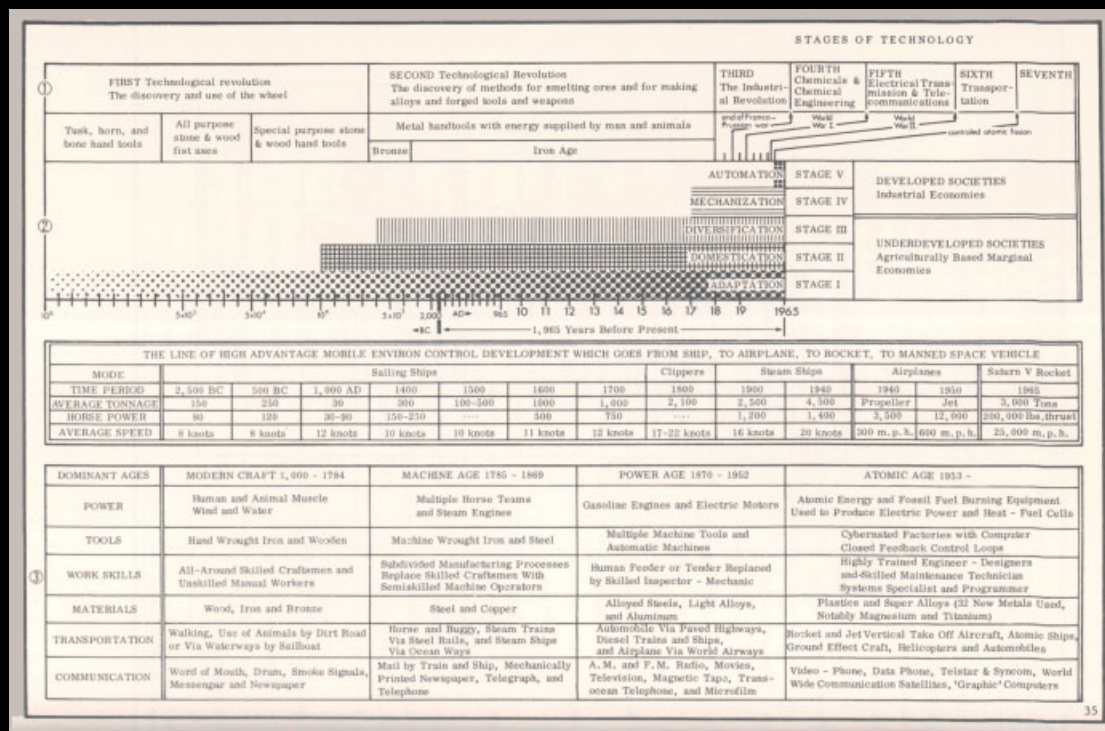 STAGES OF TECHNOLOGY
①
FIRST Technological revolution
The discovery and use of the wheel
SECOND Technological Revolution
The discovery of methods for smelting ores and for making
alloys and forged tools and weapons
THIRD
The Industri-
al Revolution
FOURTH
Chemicals &
Chemical
Engineering
FIFTH
Electrical Trans-
mission & Tele-
communications
SIXTH
Transpor-
tation
SEVENTH
Tusk, horn, and
bone hand tools
All purpose
stone & wood
fist axes
Special purpose stone
& wood hand tools
Metal handtools with energy supplied by man and animals
Bronze
Iron Age
end of Franco-
Prussian war
World
War I
World
War II
controlled atomic fission
②
AUTOMATION STAGE V
MECHANIZATION STAGE IV
DIVERSIFICATION STAGE III
DOMESTICATION STAGE II
ADAPTATION STAGE I
DEVELOPED SOCIETIES
Industrial Economies
UNDERDEVELOPED SOCIETIES
Agriculturally Based Marginal
Economies
2,000 AD 965 10 11 12 13 14 15 16 17 18 19 1965
BC 1,965 Years Before Present
THE LINE OF HIGH ADVANTAGE MOBILE ENVIRON CONTROL DEVELOPMENT WHICH GOES FROM SHIP, TO AIRPLANE, TO ROCKET, TO MANNED SPACE VEHICLE
MODE Sailing Ships Clippers Steam Ships Airplanes Saturn V Rocket
TIME PERIOD 2,500 BC 500 BC 1,000 AD 1400 1500 1600 1700 1800 1900 1940 1940 1950 1965
AVERAGE TONNAGE 150 250 30 300 100-500 1000 1,000 2,100 2,500 4,500 Propeller Jet 3,000 Tons
HORSE POWER 80 120 30-90 150-250 .... 500 750 .... 1,200 1,400 3,500 12,000 200,000 lbs. thrust
AVERAGE SPEED 8 knots 8 knots 12 knots 10 knots 10 knots 11 knots 12 knots 17-22 knots 16 knots 20 knots 300 m.p.h. 600 m.p.h. 25,000 m.p.h.
③
DOMINANT AGES
MODERN CRAFT 1,000 - 1784
MACHINE AGE 1785 - 1869
POWER AGE 1870 - 1952
ATOMIC AGE 1953 -
POWER
Human and Animal Muscle
Wind and Water
Multiple Horse Teams
and Steam Engines
Gasoline Engines and Electric Motors
Atomic Energy and Fossil Fuel Burning Equipment
Used to Produce Electric Power and Heat - Fuel Cells
TOOLS
Hand Wrought Iron and Wooden
Machine Wrought Iron and Steel
Multiple Machine Tools and
Automatic Machines
Cybernated Factories with Computer
Closed Feedback Control Loops
WORK SKILLS
All-Around Skilled Craftsmen and
Unskilled Manual Workers
Subdivided Manufacturing Processes
Replace Skilled Craftsmen With
Semiskilled Machine Operators
Human Feeder or Tender Replaced
by Skilled Inspector - Mechanic
Highly Trained Engineer - Designers
and-Skilled Maintenance Technician
Systems Specialist and Programmer
MATERIALS
Wood, Iron and Bronze
Steel and Copper
Alloyed Steels, Light Alloys,
and Aluminum
Plastics and Super Alloys (32 New Metals Used,
Notably Magnesium and Titanium)
TRANSPORTATION
Walking, Use of Animals by Dirt Road
or Via Waterways by Sailboat
Horse and Buggy, Steam Trains
Via Steel Rails, and Steam Ships
Via Ocean Ways
Automobile Via Paved Highways,
Diesel Trains and Ships,
and Airplane Via World Airways
Rocket and Jet Vertical Take Off Aircraft, Atomic Ships,
Ground Effect Craft, Helicopters and Automobiles
COMMUNICATION
Word of Mouth, Drum, Smoke Signals,
Messenger and Newspaper
Mail by Train and Ship, Mechanically
Printed Newspaper, Telegraph, and
Telephone
A.M. and F.M. Radio, Movies,
Television, Magnetic Tape, Trans-
ocean Telephone, and Microfilm
Video - Phone, Data Phone, Telstar & Syncom, World
Wide Communication Satellites, 'Graphic' Computers
35